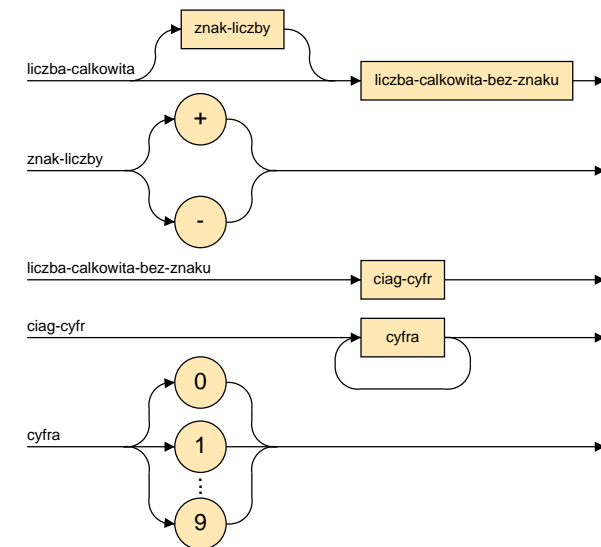 znak-liczby
liczba-calkowita
liczba-calkowita-bez-znaku
+
znak-liczby
-
liczba-calkowita-bez-znaku
ciag-cyfr
ciag-cyfr
cyfra
0
cyfra
1
⋮
9